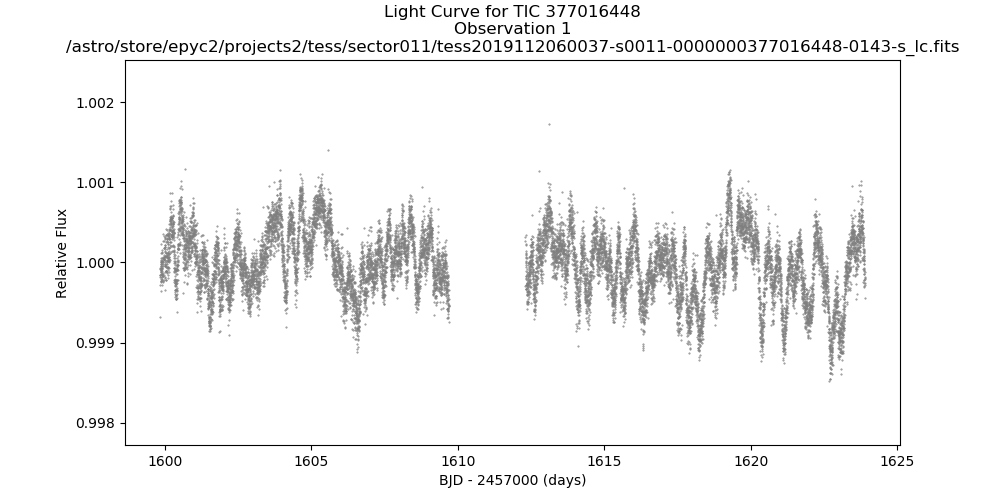 Light Curve for TIC 377016448
Observation 1
/astro/store/epyc2/projects2/tess/sector011/tess2019112060037-s0011-0000000377016448-0143-s_lc.fits
1.002
1.001
1.000
0.999
0.998
Relative Flux
1600
1605
1610
1615
1620
1625
BJD - 2457000 (days)